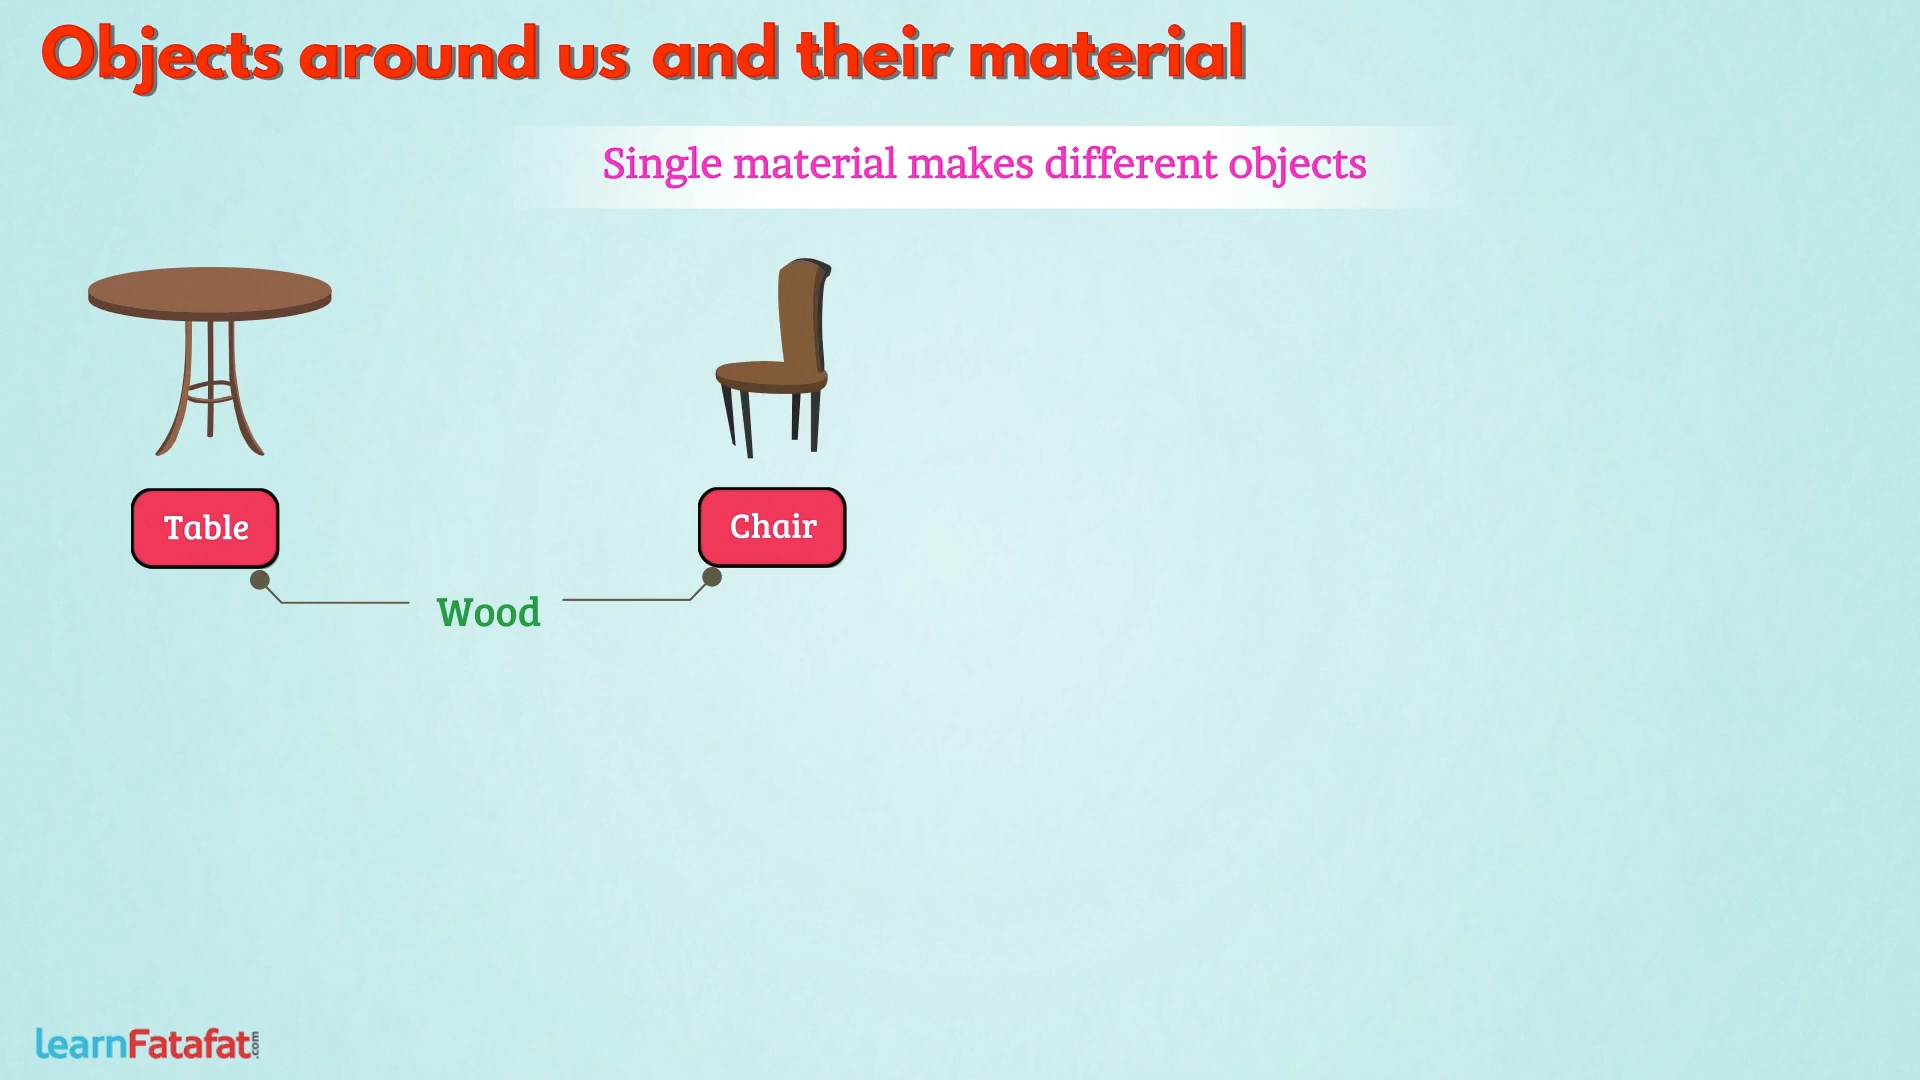 Objects around us and their material
Single material makes different objects
Table
Chair
Wood
learnFatafat.com